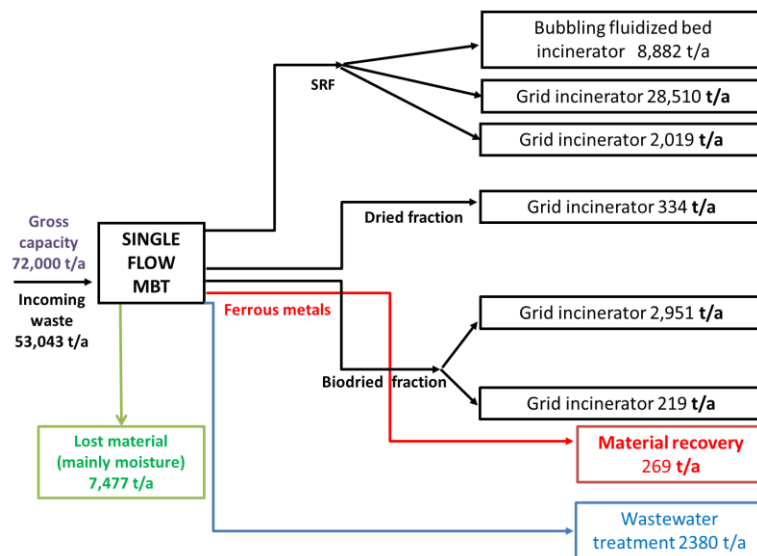 Bubbling fluidized bed
incinerator 8,882 t/a
SRF
Grid incinerator 28,510 t/a
Grid incinerator 2,019 t/a
Grid incinerator 334 t/a
Dried fraction
Gross
capacity
72,000 t/a
Incoming
waste
53,043 t/a
SINGLE
FLOW
MBT
Ferrous metals
Grid incinerator 2,951 t/a
Biodried fraction
Grid incinerator 219 t/a
Lost material
(mainly moisture)
7,477 t/a
Material recovery
269 t/a
Wastewater
treatment 2380 t/a